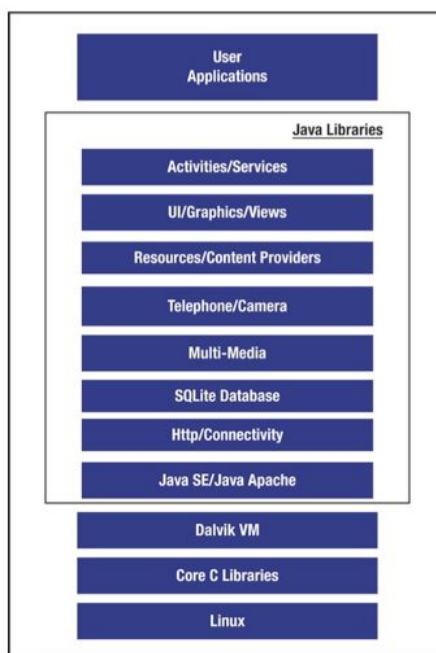 User
Applications
Java Libraries
Activities/Services
UI/Graphics/Views
Resources/Content Providers
Telephone/Camera
Multi-Media
SQLite Database
Http/Connectivity
Java SE/Java Apache
Dalvik VM
Core C Libraries
Linux